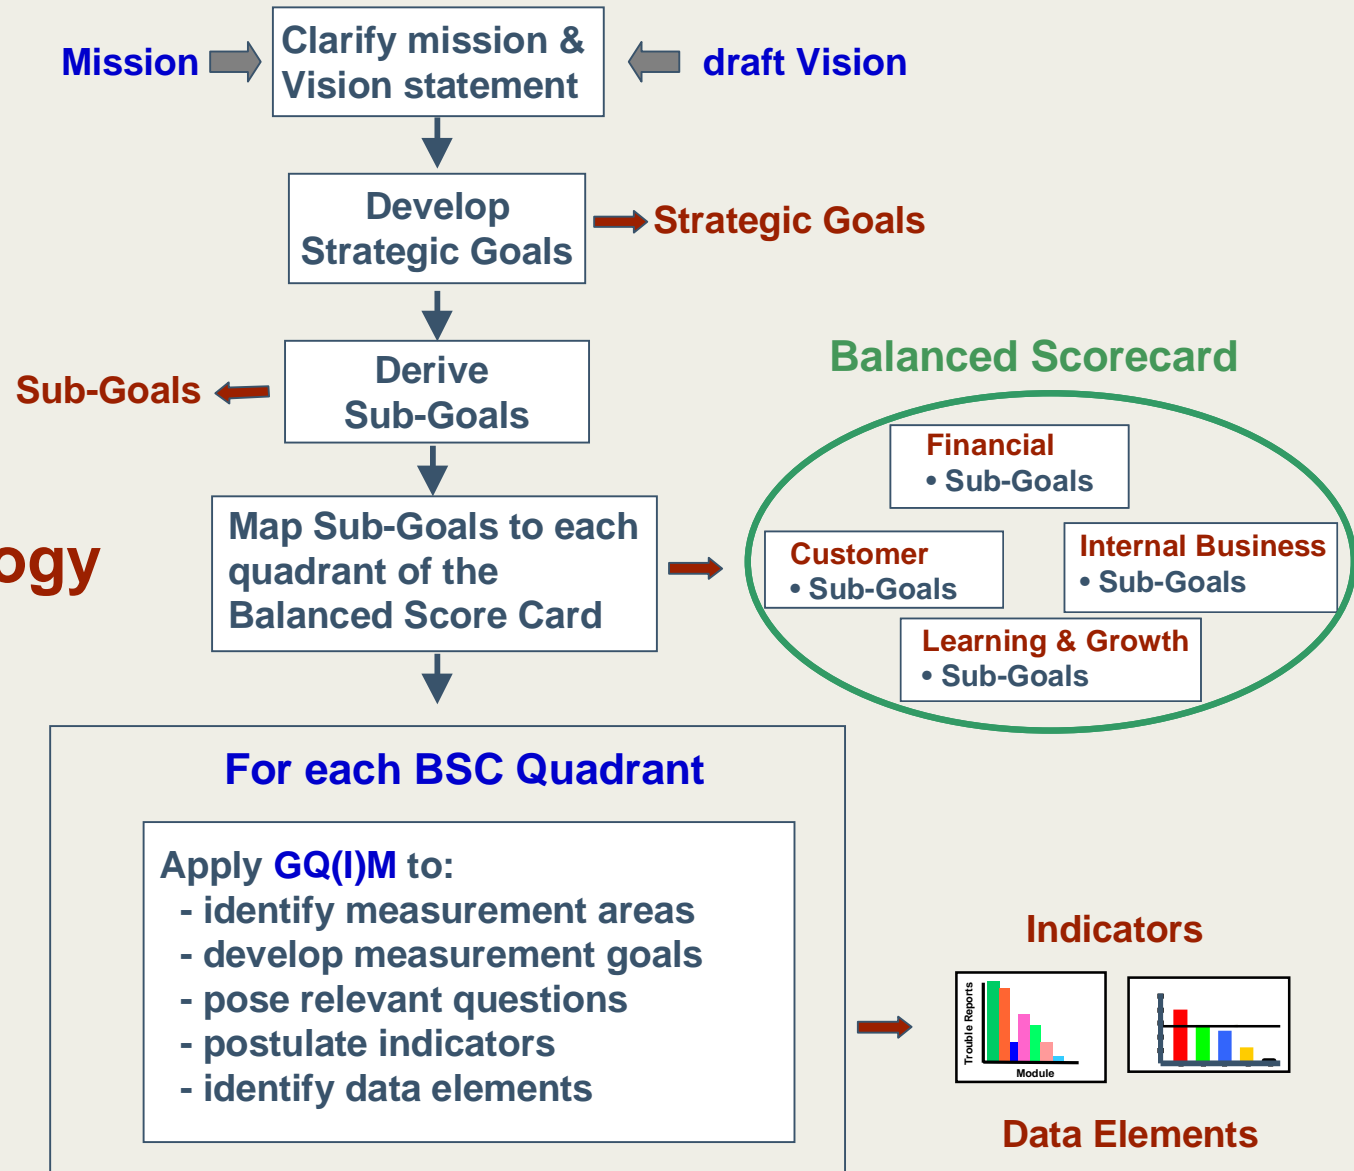 Mission
Clarify mission &
Vision statement
draft Vision
Develop
Strategic Goals
Strategic Goals
Derive
Sub-Goals
Sub-Goals
Balanced Scorecard
Financial
• Sub-Goals
Customer
• Sub-Goals
Internal Business
• Sub-Goals
Learning & Growth
• Sub-Goals
ogy
Map Sub-Goals to each
quadrant of the
Balanced Score Card
For each BSC Quadrant
Apply GQ(I)M to:
- identify measurement areas
- develop measurement goals
- pose relevant questions
- postulate indicators
- identify data elements
Indicators
Trouble Reports
Module
Data Elements